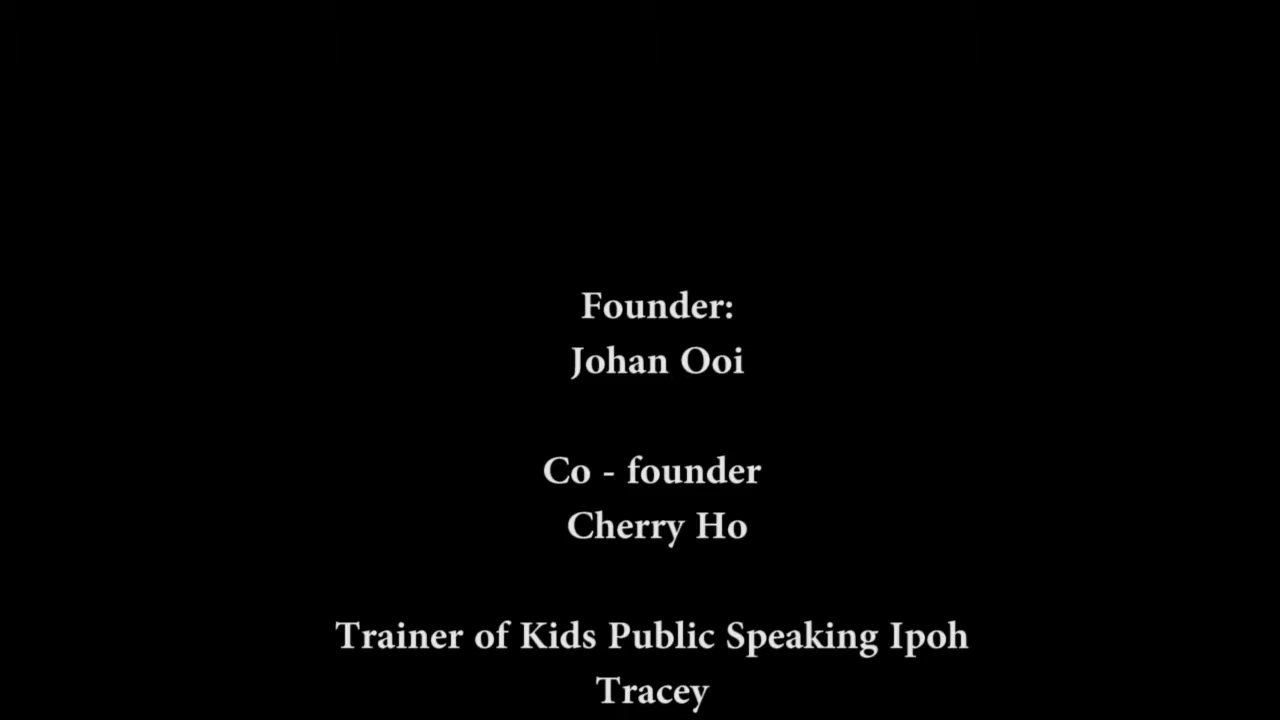 Founder:
Johan Ooi
Co - founder
Cherry Ho
Trainer of Kids Public Speaking Ipoh
Tracey